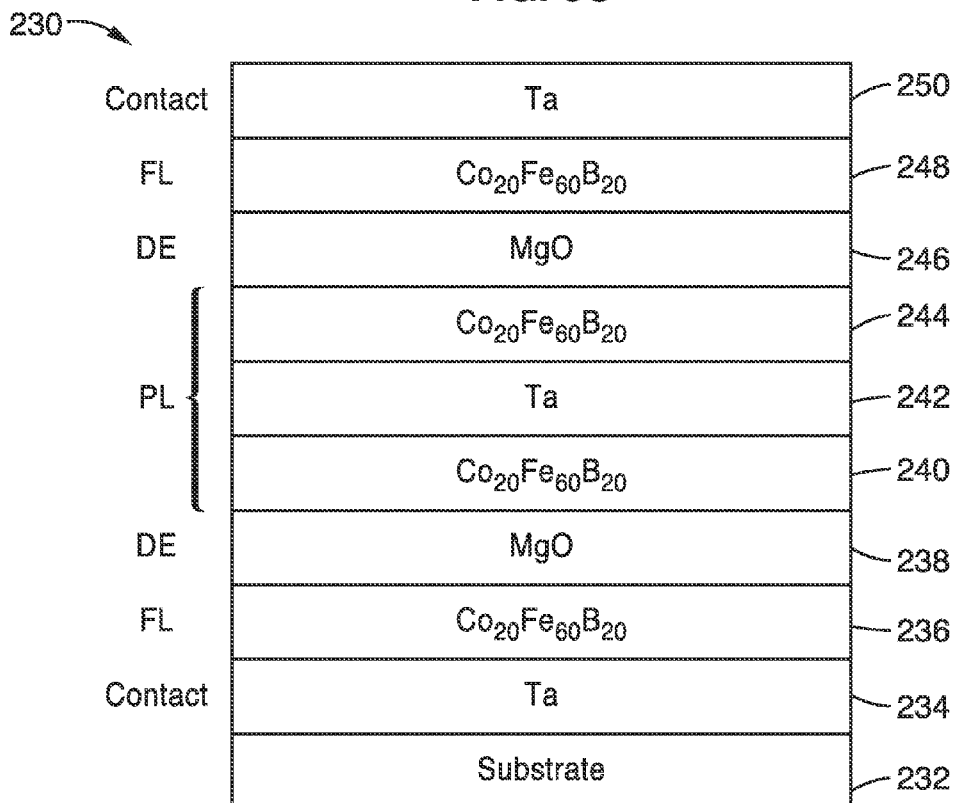 230
Contact Ta 250
FL Co20Fe60B20 248
DE MgO 246
Co20Fe60B20 244
PL Ta 242
Co20Fe60B20 240
DE MgO 238
FL Co20Fe60B20 236
Contact Ta 234
Substrate 232